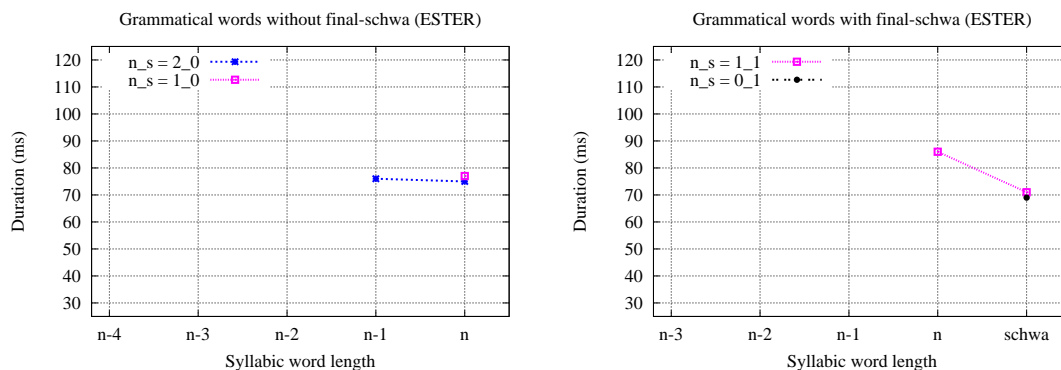 Grammatical words without final-schwa (ESTER)
120
110
100
90
80
70
60
50
40
30
Duration (ms)
n_s = 2_0
n_s = 1_0
n-4 n-3 n-2 n-1 n
Syllabic word length
Grammatical words with final-schwa (ESTER)
120
110
100
90
80
70
60
50
40
30
Duration (ms)
n_s = 1_1
n_s = 0_1
n-3 n-2 n-1 n schwa
Syllabic word length